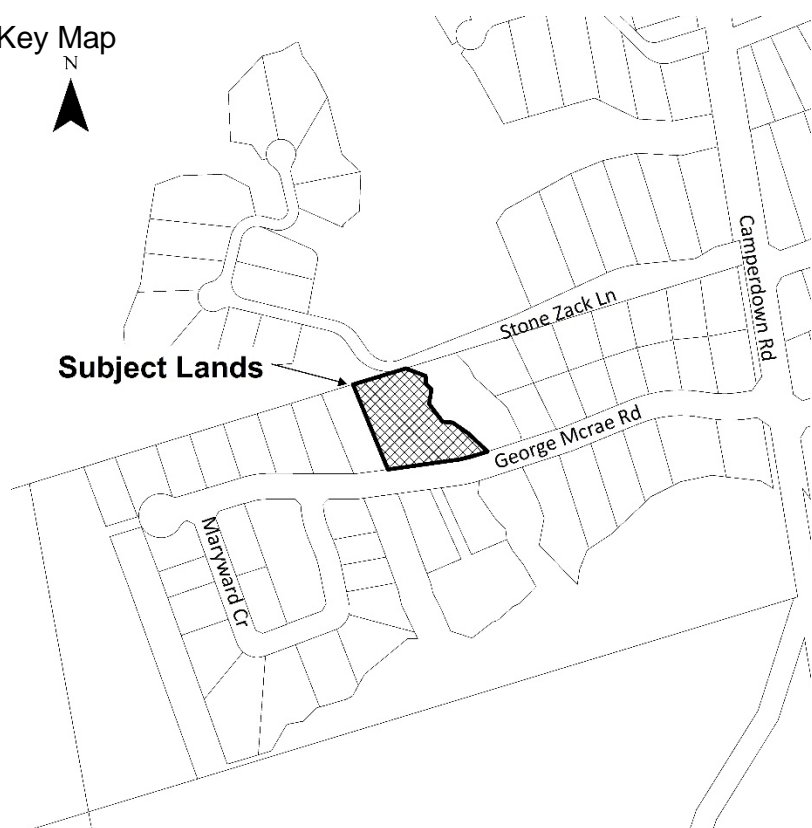 Key Map
N
Camperdown Rd
Stone Zack Ln
Subject Lands
George Mcrae Rd
Maryward Cr